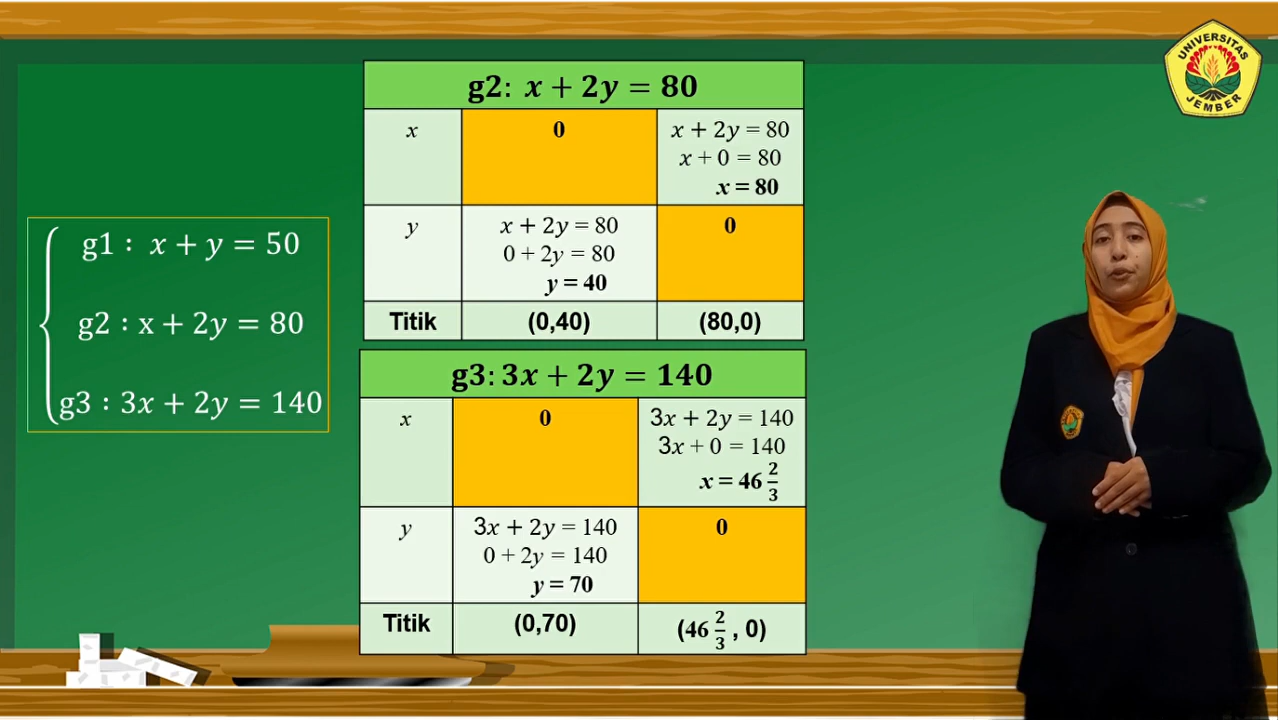 UNIVERSITAS
JEMBER
g1 : x + y = 50
g2 : x + 2y = 80
g3 : 3x + 2y = 140
g2: x + 2y = 80
x
0
x + 2y = 80
x + 0 = 80
x = 80
y
x + 2y = 80
0 + 2y = 80
y = 40
0
Titik
(0,40)
(80,0)
g3: 3x + 2y = 140
x
0
3x + 2y = 140
3x + 0 = 140
x = 46 2/3
y
3x + 2y = 140
0 + 2y = 140
y = 70
0
Titik
(0,70)
(46 2/3 , 0)